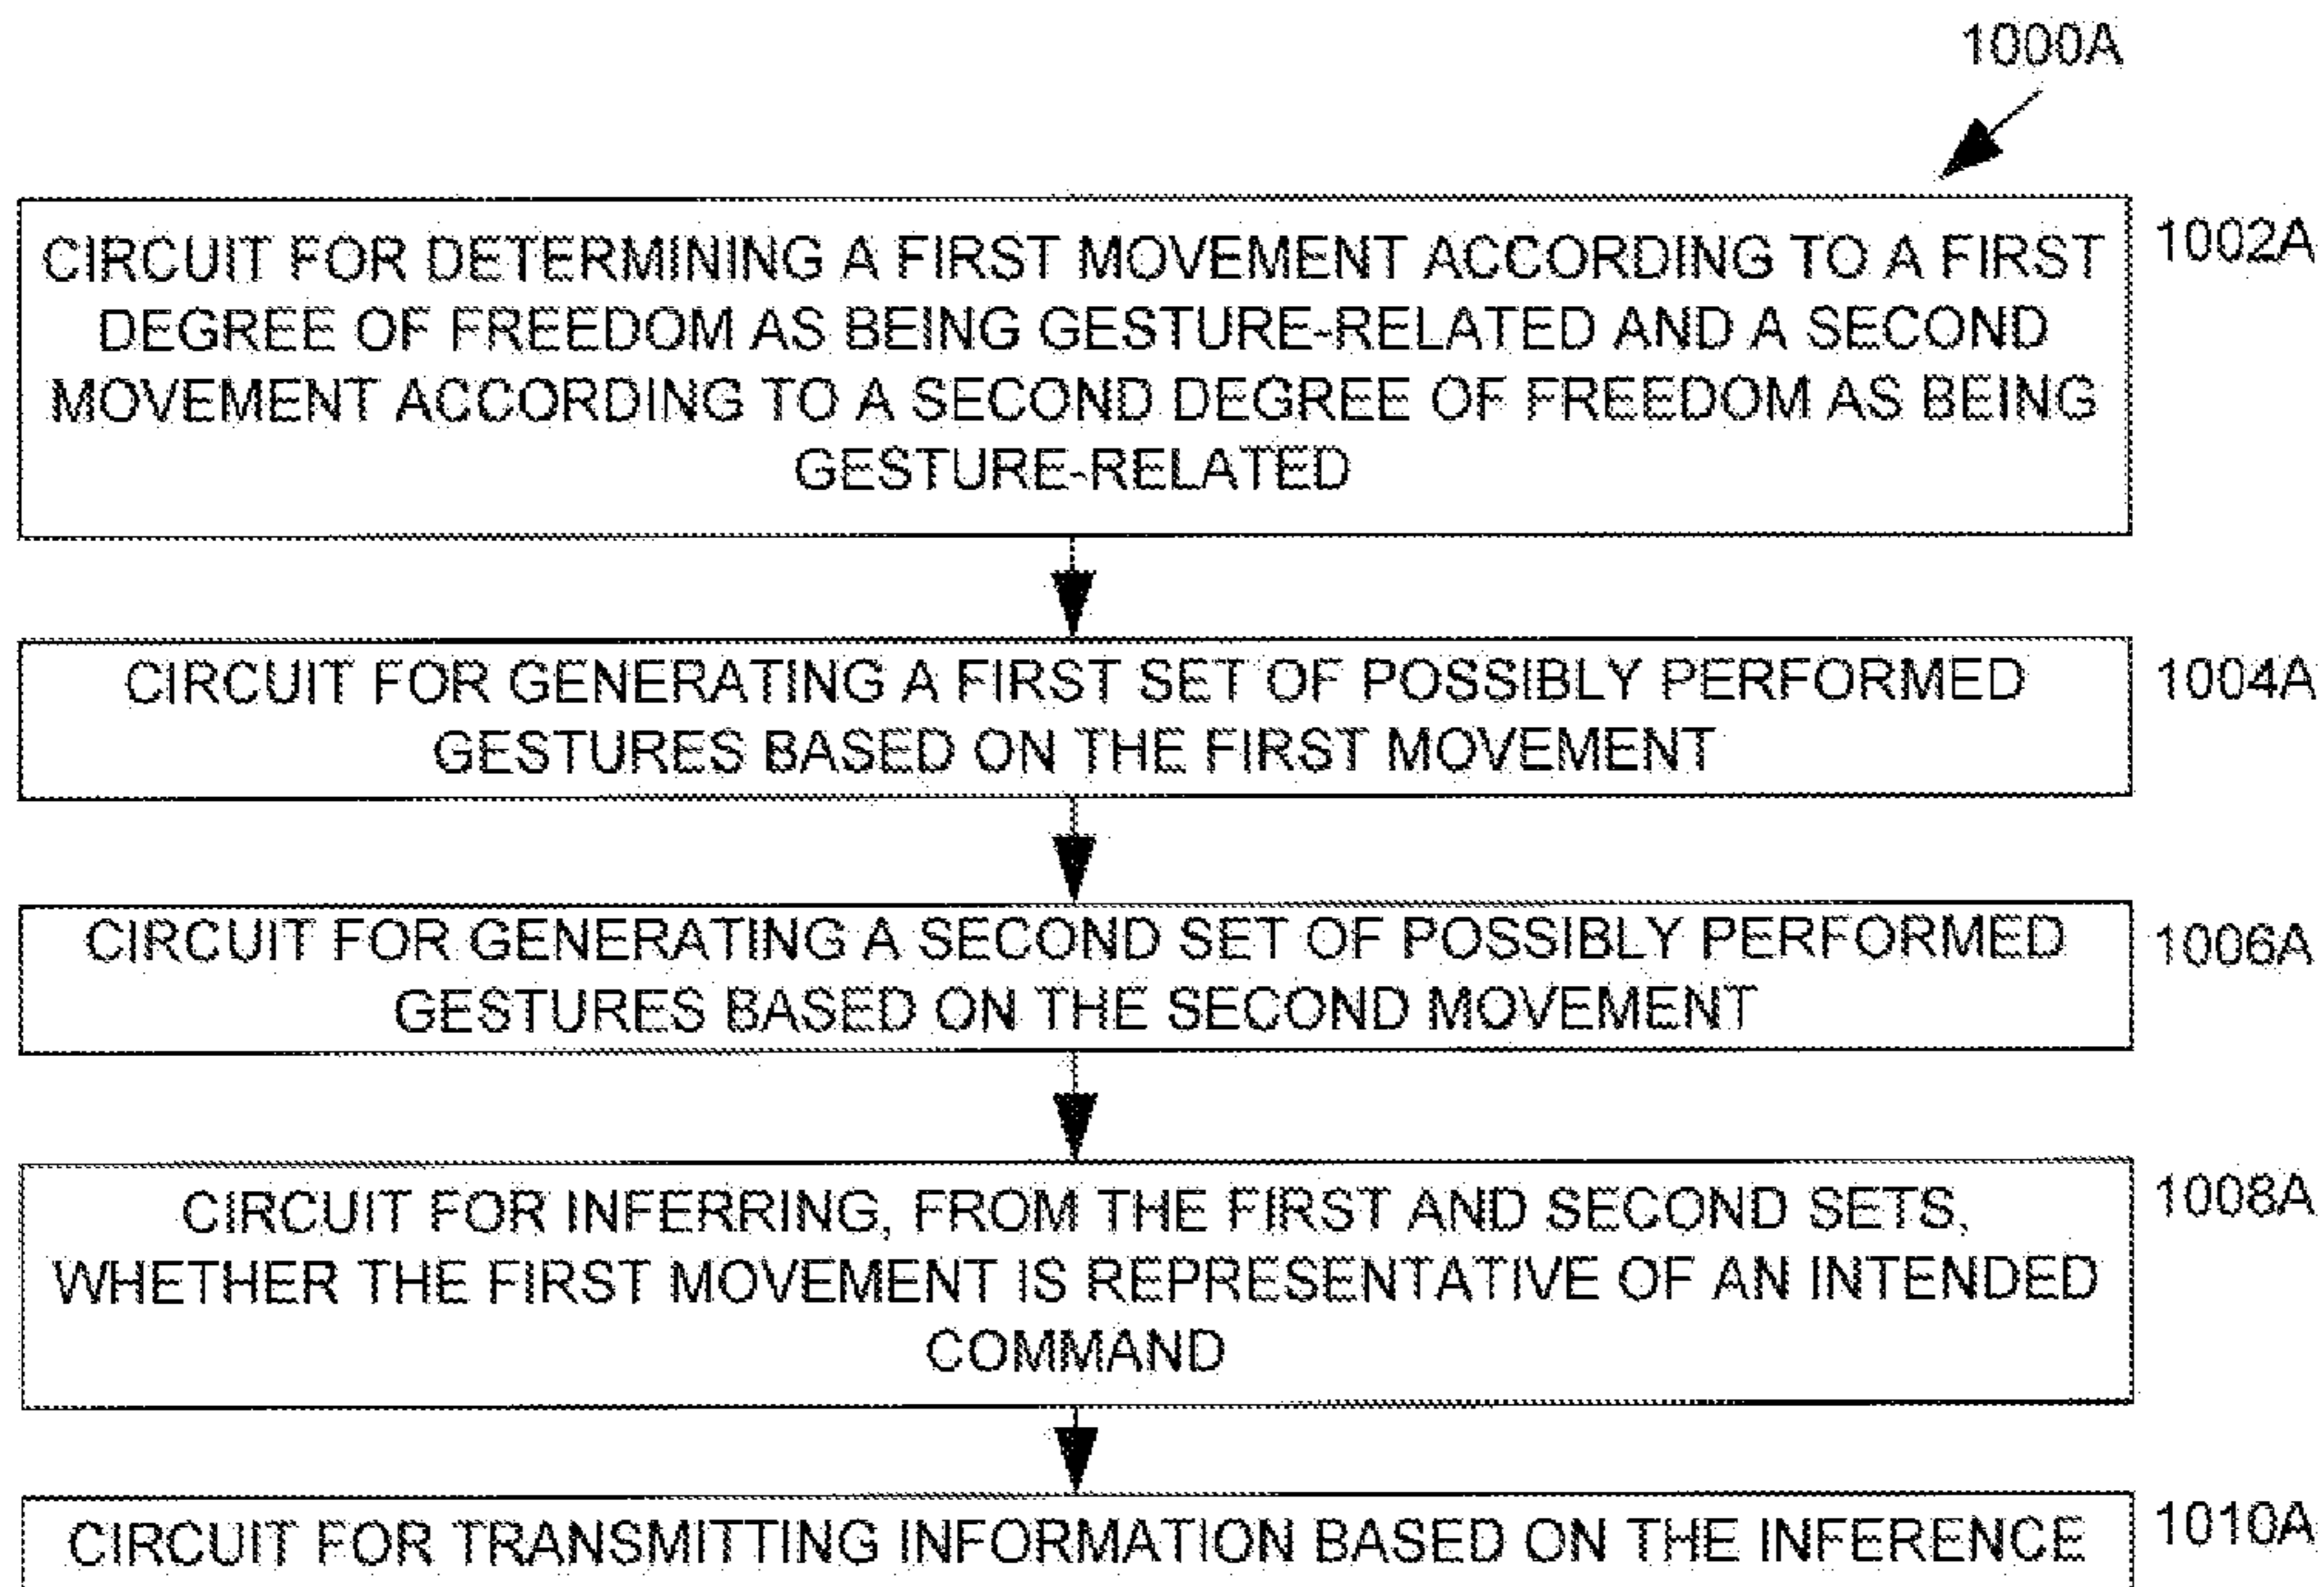 1000A
CIRCUIT FOR DETERMINING A FIRST MOVEMENT ACCORDING TO A FIRST
DEGREE OF FREEDOM AS BEING GESTURE-RELATED AND A SECOND
MOVEMENT ACCORDING TO A SECOND DEGREE OF FREEDOM AS BEING
GESTURE-RELATED
1002A
CIRCUIT FOR GENERATING A FIRST SET OF POSSIBLY PERFORMED
GESTURES BASED ON THE FIRST MOVEMENT
1004A
CIRCUIT FOR GENERATING A SECOND SET OF POSSIBLY PERFORMED
GESTURES BASED ON THE SECOND MOVEMENT
1006A
CIRCUIT FOR INFERRING, FROM THE FIRST AND SECOND SETS,
WHETHER THE FIRST MOVEMENT IS REPRESENTATIVE OF AN INTENDED
COMMAND
1008A
CIRCUIT FOR TRANSMITTING INFORMATION BASED ON THE INFERENCE
1010A